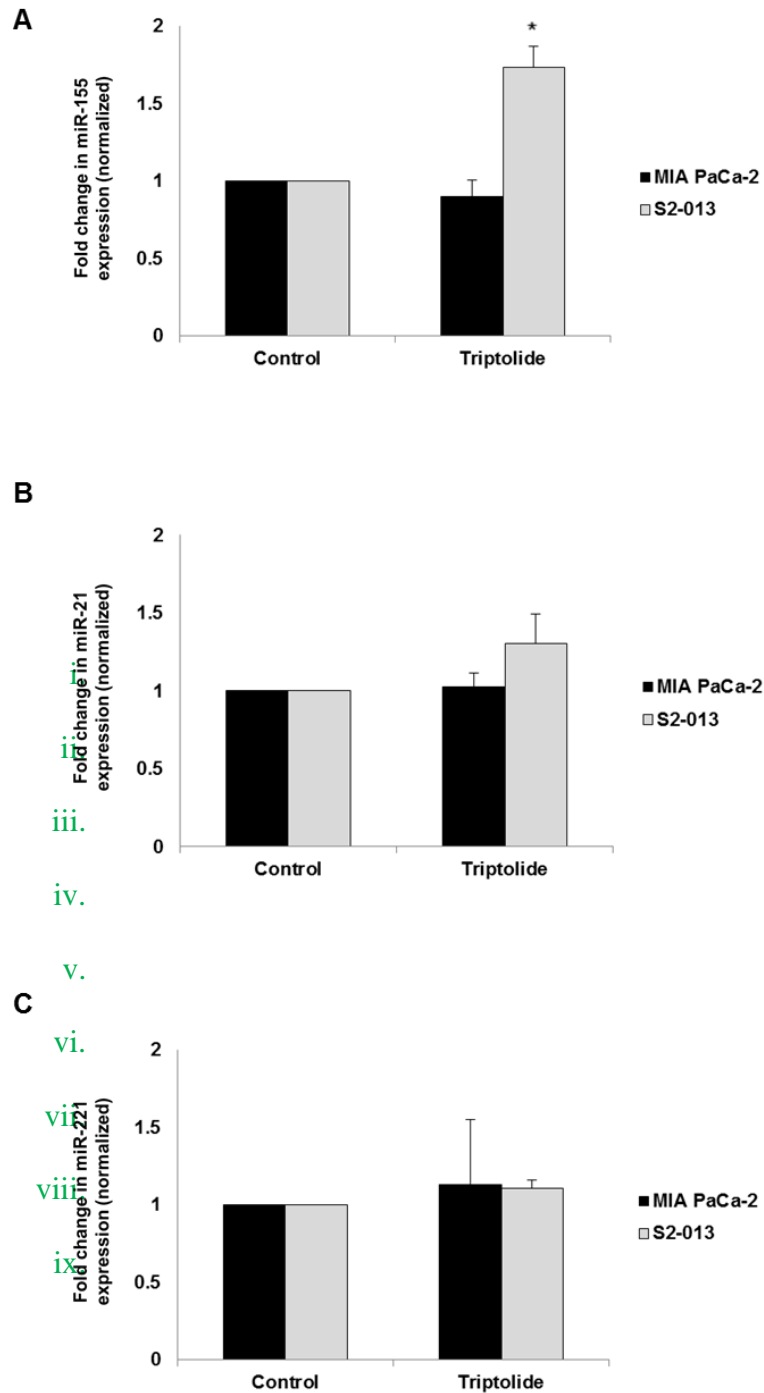 A
Fold change in miR-155
expression (normalized)
2
1.5
1
0.5
0
*
Control
Triptolide
MIA PaCa-2
S2-013
B
Fold change in miR-21
expression (normalized)
2
1.5
1
0.5
0
Control
Triptolide
MIA PaCa-2
S2-013
i.
ii.
iii.
iv.
v.
C
vi.
vii.
viii.
ix.
Fold change in miR-221
expression (normalized)
2
1.5
1
0.5
0
Control
Triptolide
MIA PaCa-2
S2-013